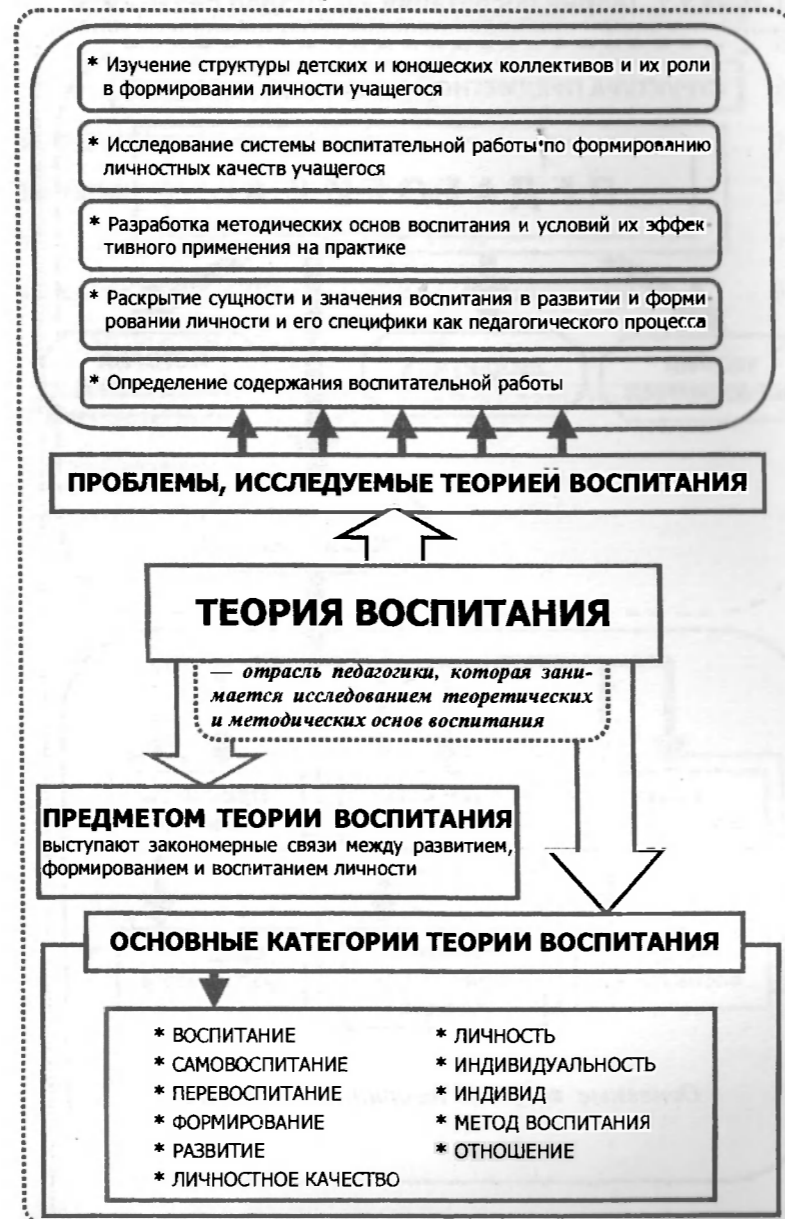 * Изучение структуры детских и юношеских коллективов и их роли
в формировании личности учащегося
* Исследование системы воспитательной работы по формированию
личностных качеств учащегося
* Разработка методических основ воспитания и условий их эффек
тивного применения на практике
* Раскрытие сущности и значения воспитания в развитии и форми
ровании личности и его специфики как педагогического процесса
* Определение содержания воспитательной работы
ПРОБЛЕМЫ, ИССЛЕДУЕМЫЕ ТЕОРИЕЙ ВОСПИТАНИЯ
ТЕОРИЯ ВОСПИТАНИЯ
— отрасль педагогики, которая зани-
мается исследованием теоретических
и методических основ воспитания
ПРЕДМЕТОМ ТЕОРИИ ВОСПИТАНИЯ
выступают закономерные связи между развитием,
формированием и воспитанием личности
ОСНОВНЫЕ КАТЕГОРИИ ТЕОРИИ ВОСПИТАНИЯ
* ВОСПИТАНИЕ
* САМОВОСПИТАНИЕ
* ПЕРЕВОСПИТАНИЕ
* ФОРМИРОВАНИЕ
* РАЗВИТИЕ
* ЛИЧНОСТНОЕ КАЧЕСТВО
* ЛИЧНОСТЬ
* ИНДИВИДУАЛЬНОСТЬ
* ИНДИВИД
* МЕТОД ВОСПИТАНИЯ
* ОТНОШЕНИЕ